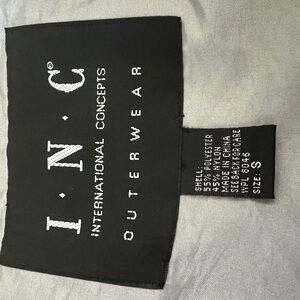 I·N·C®
INTERNATIONAL CONCEPTS
OUTERWEAR
SHELL:
55% POLYESTER
45% NYLON
MADE IN CHINA
SEE BACK FOR CARE
WPL 8046
SIZE: S